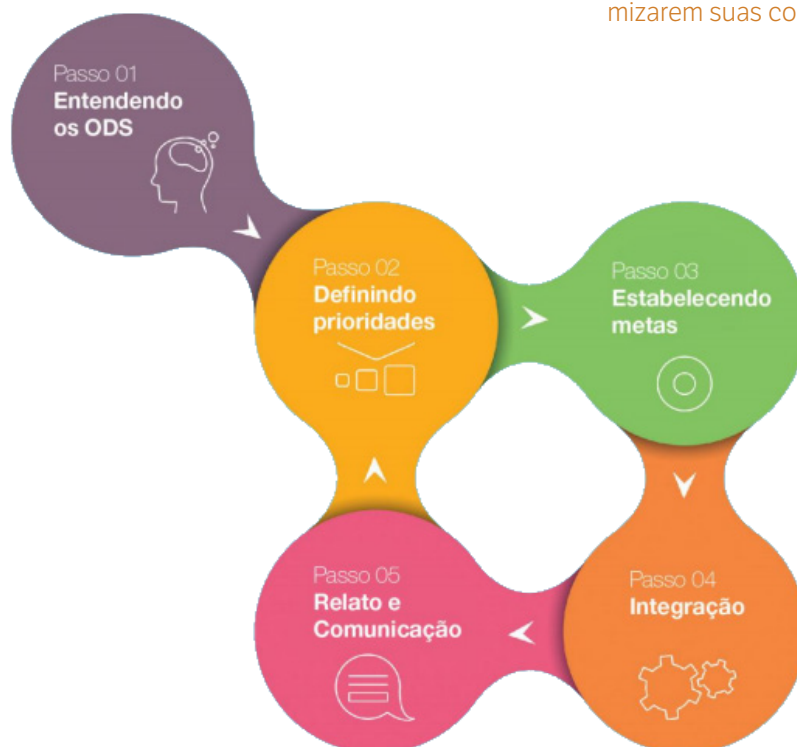 mizarem suas co
Passo 01
Entendendo
os ODS
Passo 02
Definindo
prioridades
Passo 03
Estabelecendo
metas
Passo 04
Integração
Passo 05
Relato e
Comunicação